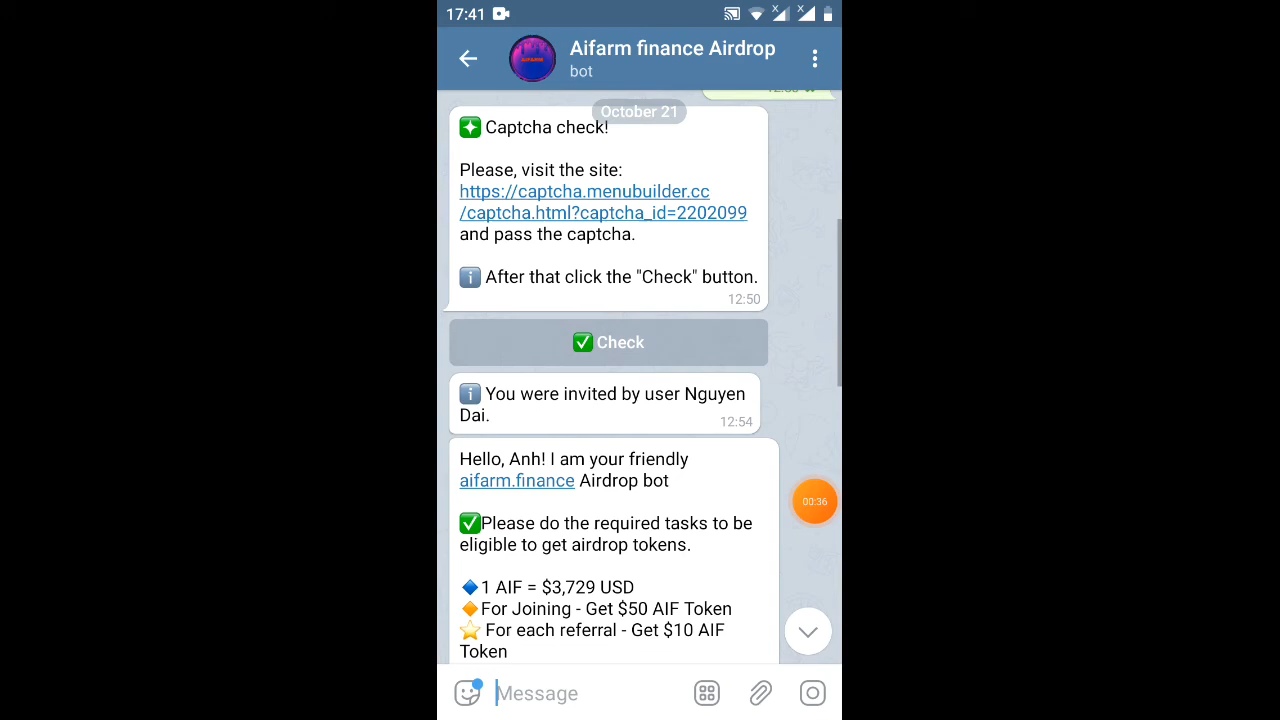 17:41
Aifarm finance Airdrop
bot
October 21
Captcha check!
Please, visit the site:
https://captcha.menubuilder.cc
/captcha.html?captcha_id=2202099
and pass the captcha.
After that click the "Check" button.
12:50
Check
You were invited by user Nguyen
Dai.
12:54
Hello, Anh! I am your friendly
aifarm.finance Airdrop bot
Please do the required tasks to be
eligible to get airdrop tokens.
1 AIF = $3,729 USD
For Joining - Get $50 AIF Token
For each referral - Get $10 AIF
Token
00:36
Message